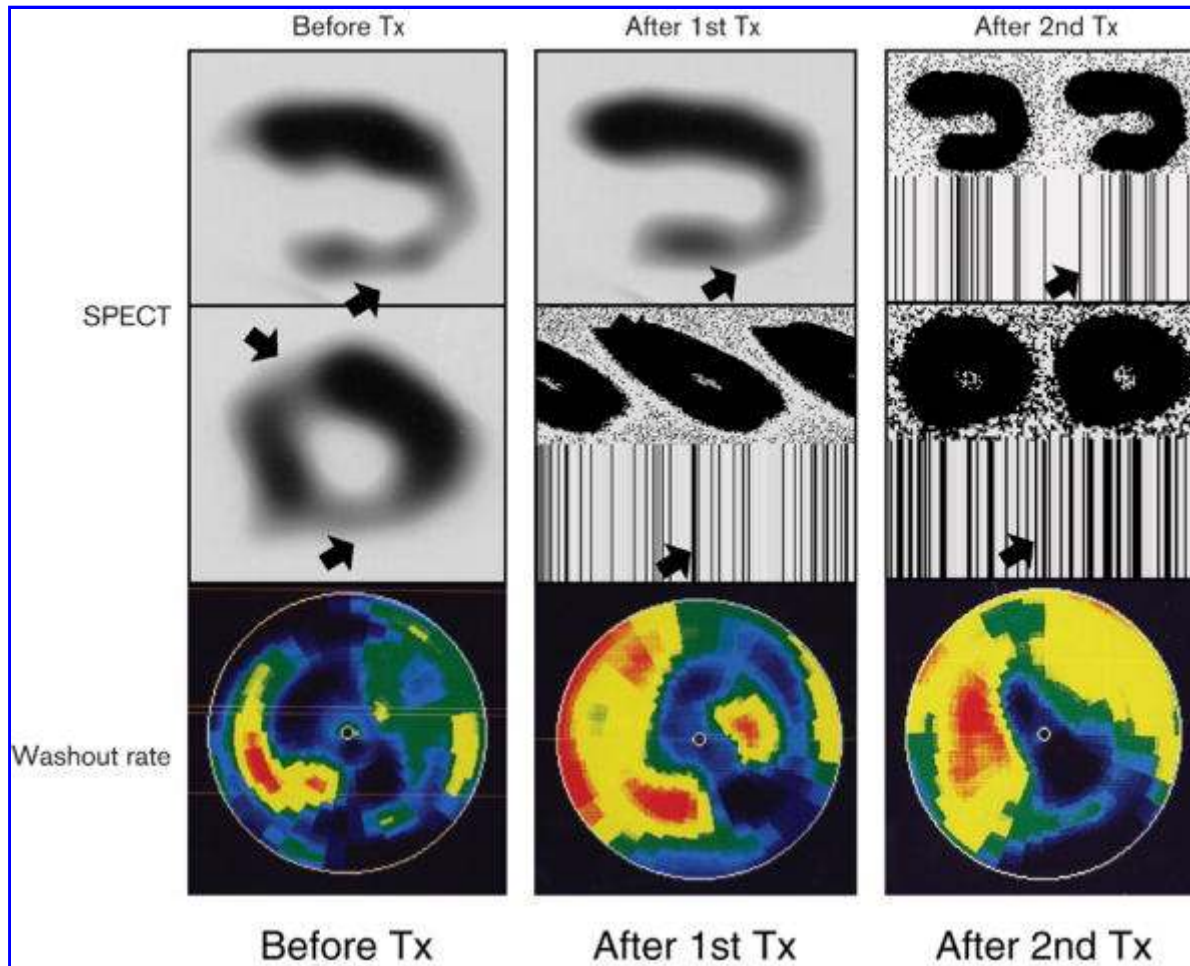 Before Tx
After 1st Tx
After 2nd Tx
SPECT
Washout rate
Before Tx
After 1st Tx
After 2nd Tx